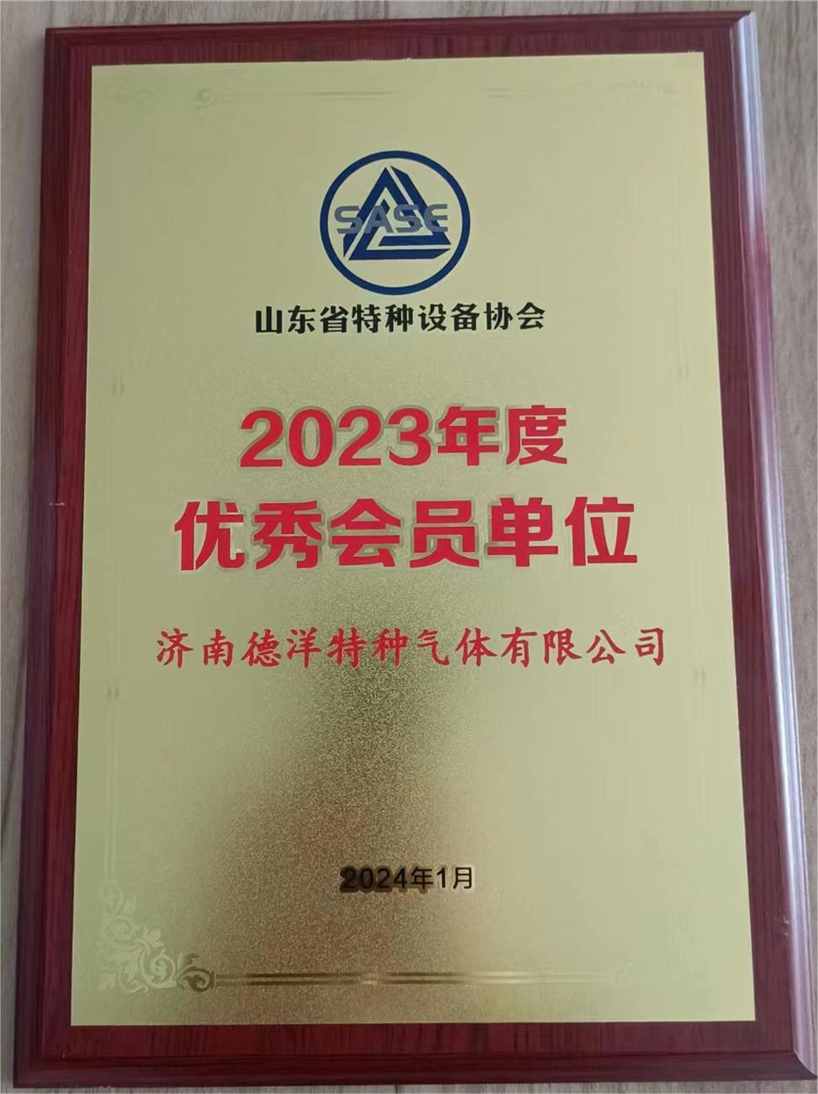 SASE
山东省特种设备协会
2023年度
优秀会员单位
济南德洋特种气体有限公司
2024年1月